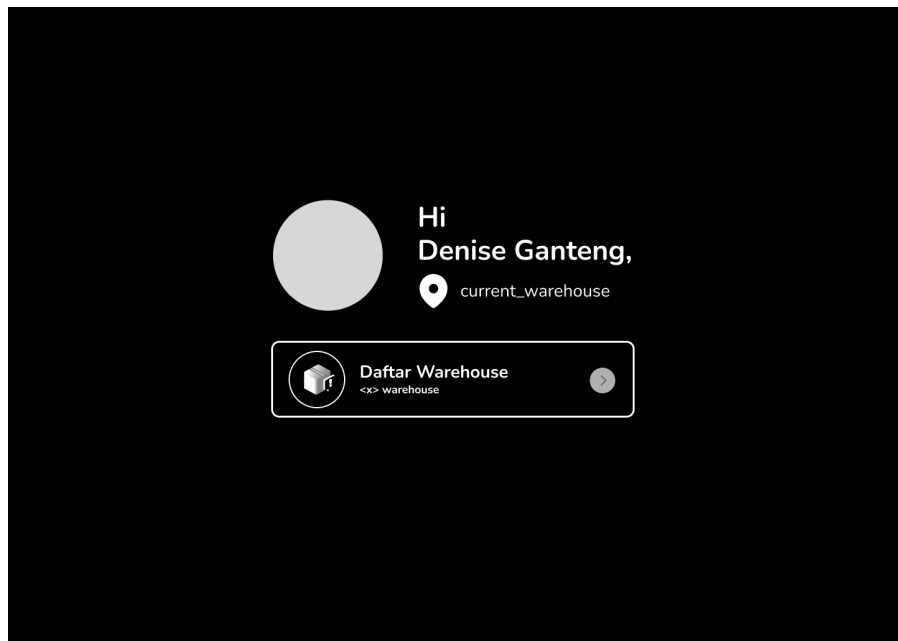 Hi
Denise Ganteng,
current_warehouse
Daftar Warehouse
<x> warehouse